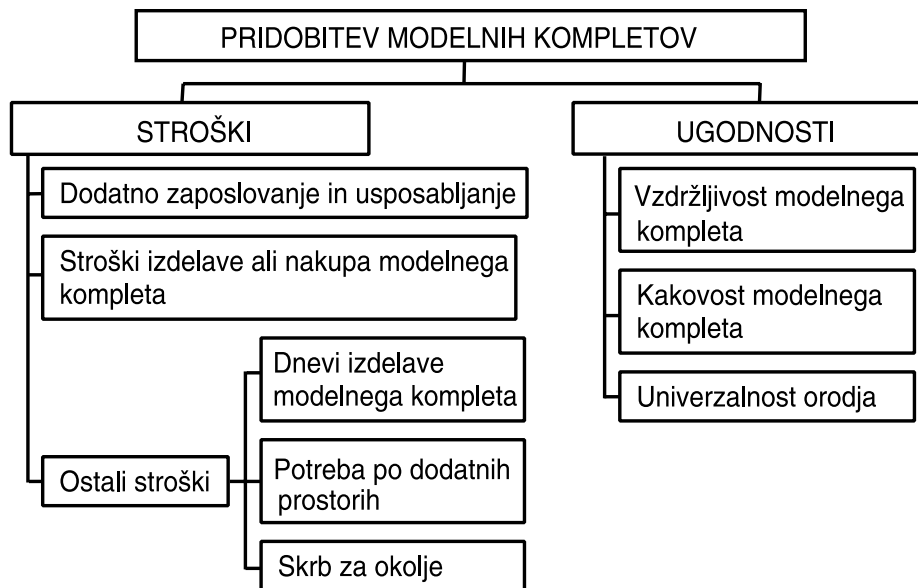 PRIDOBITEV MODELNIH KOMPLETOV
STROŠKI
Dodatno zaposlovanje in usposabljanje
Stroški izdelave ali nakupa modelnega
kompleta
Ostali stroški
Dnevi izdelave
modelnega kompleta
Potreba po dodatnih
prostorih
Skrb za okolje
UGODNOSTI
Vzdržljivost modelnega
kompleta
Kakovost modelnega
kompleta
Univerzalnost orodja